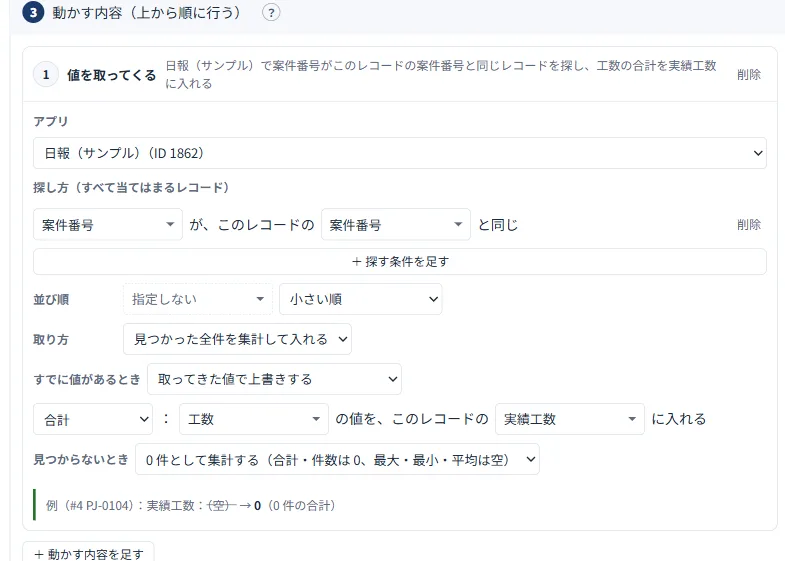 3 動かす内容（上から順に行う） ?
1 値を取ってくる 日報（サンプル）で案件番号がこのレコードの案件番号と同じレコードを探し、工数の合計を実績工数
に入れる 削除
アプリ
日報（サンプル）（ID 1862）
探し方（すべて当てはまるレコード）
案件番号 が、このレコードの 案件番号 と同じ 削除
＋ 探す条件を足す
並び順 指定しない 小さい順
取り方 見つかった全件を集計して入れる
すでに値があるとき 取ってきた値で上書きする
合計 ： 工数 の値を、このレコードの 実績工数 に入れる
見つからないとき 0 件として集計する（合計・件数は 0、最大・最小・平均は空）
例（#4 PJ-0104）：実績工数：（空） → 0（0 件の合計）
＋ 動かす内容を足す